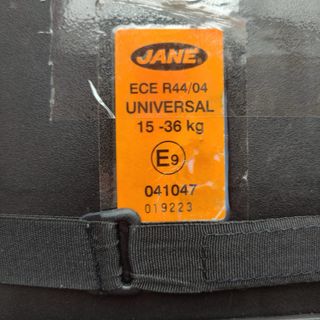 JANE
ECE R44/04
UNIVERSAL
15 -36 kg
E9
041047
019223